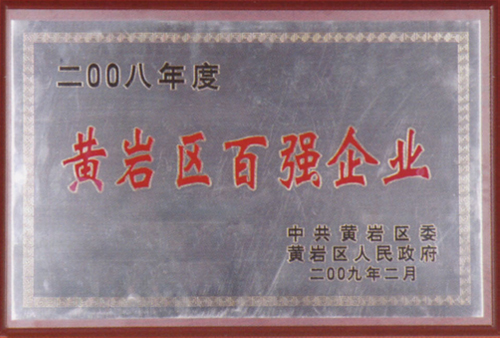 二00八年度
黄岩区百强企业
中共黄岩区委
黄岩区人民政府
二00九年二月